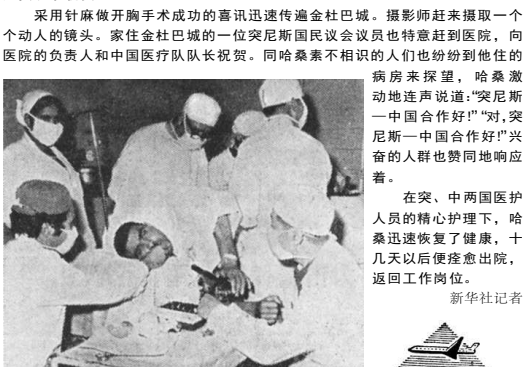 采用针麻做开胸手术成功的喜讯迅速传遍金杜巴城。摄影师赶来摄取一个
个动人的镜头。家住金杜巴城的一位突尼斯国民议会议员也特意赶到医院，向
医院的负责人和中国医疗队队长祝贺。同哈桑素不相识的人们也纷纷到他住的
病房来探望，哈桑激
动地连声说道：“突尼斯
—中国合作好！”“对，突
尼斯—中国合作好！”兴
奋的人群也赞同地响应
着。
在突、中两国医护
人员的精心护理下，哈
桑迅速恢复了健康，十
几天以后便痊愈出院，
返回工作岗位。
新华社记者